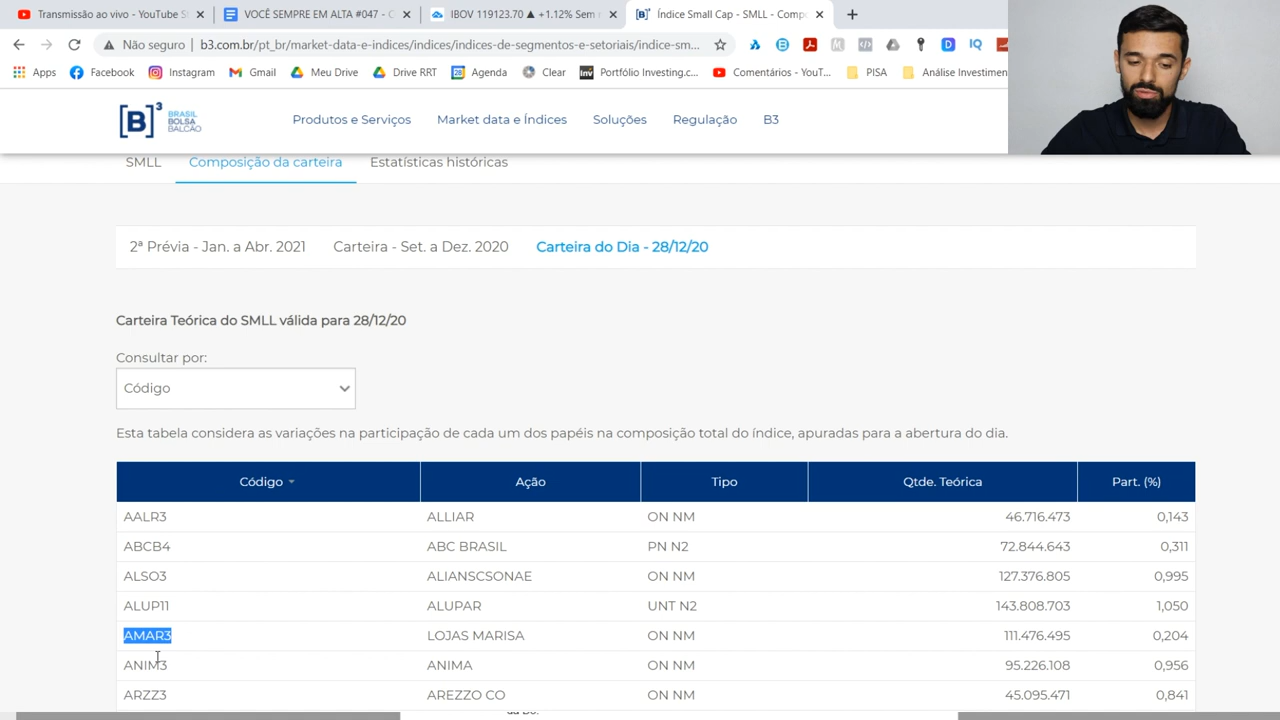 Transmissão ao vivo - YouTube S
VOCÊ SEMPRE EM ALTA #047 - C
IBOV 119123.70 ▲ +1.12% Sem n
Índice Small Cap - SMLL - Compo
Não seguro
b3.com.br/pt_br/market-data-e-indices/indices/indices-de-segmentos-e-setoriais/indice-sm...
Apps
Facebook
Instagram
Gmail
Meu Drive
Drive RRT
Agenda
Clear
Portfólio Investing.c...
Comentários - YouT...
PISA
Análise Investimen
[B]³ BRASIL BOLSA BALCÃO
Produtos e Serviços
Market data e Índices
Soluções
Regulação
B3
SMLL
Composição da carteira
Estatísticas históricas
2ª Prévia - Jan. a Abr. 2021
Carteira - Set. a Dez. 2020
Carteira do Dia - 28/12/20
Carteira Teórica do SMLL válida para 28/12/20
Consultar por:
Código
Esta tabela considera as variações na participação de cada um dos papéis na composição total do índice, apuradas para a abertura do dia.
Código Ação Tipo Qtde. Teórica Part. (%)
AALR3 ALLIAR ON NM 46.716.473 0,143
ABCB4 ABC BRASIL PN N2 72.844.643 0,311
ALSO3 ALIANSCSONAE ON NM 127.376.805 0,995
ALUP11 ALUPAR UNT N2 143.808.703 1,050
AMAR3 LOJAS MARISA ON NM 111.476.495 0,204
ANIM3 ANIMA ON NM 95.226.108 0,956
ARZZ3 AREZZO CO ON NM 45.095.471 0,841